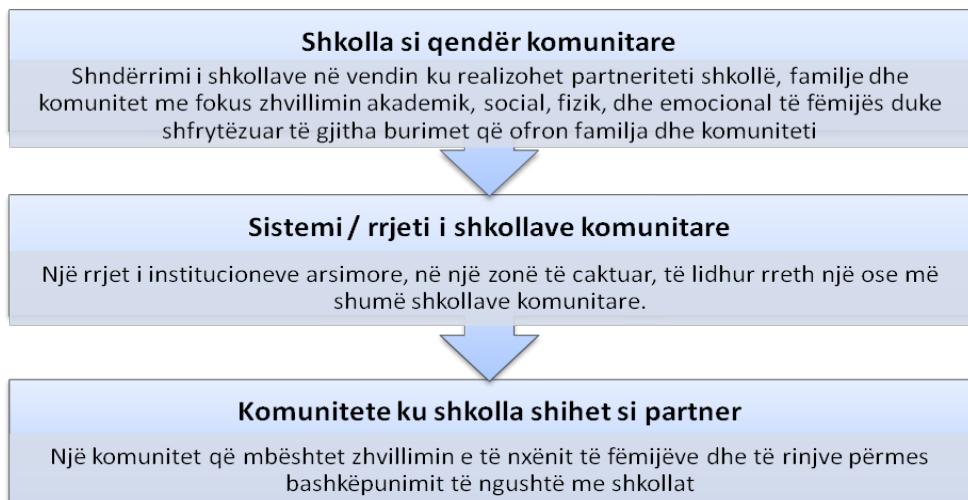 Shkolla si qendër komunitare
Shndërrimi i shkollave në vendin ku realizohet partneriteti shkollë, familje dhe
komunitet me fokus zhvillimin akademik, social, fizik, dhe emocional të fëmijës duke
shfrytëzuar të gjitha burimet që ofron familja dhe komuniteti
Sistemi / rrjeti i shkollave komunitare
Një rrjet i institucioneve arsimore, në një zonë të caktuar, të lidhur rreth një ose më
shumë shkollave komunitare.
Komunitete ku shkolla shihet si partner
Një komunitet që mbështet zhvillimin e të nxënit të fëmijëve dhe të rinjve përmes
bashkëpunimit të ngushtë me shkollat